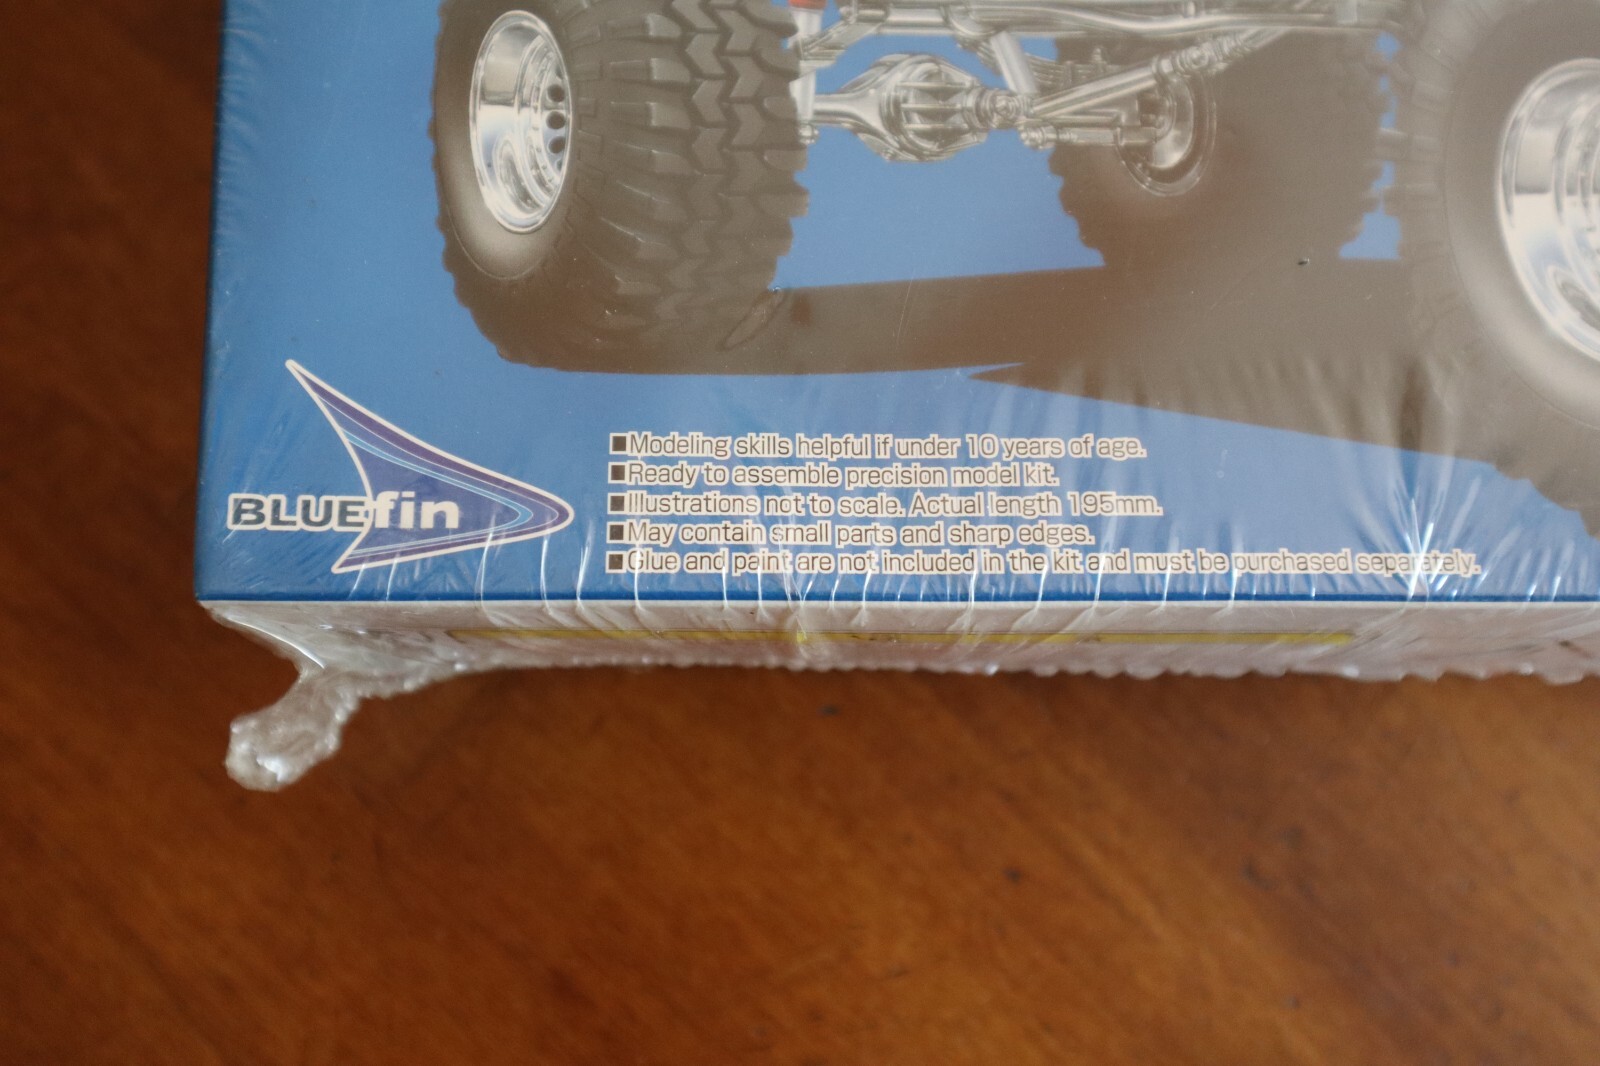 ■Modeling skills helpful if under 10 years of age.
■Ready to assemble precision model kit.
■Illustrations not to scale. Actual length 195mm.
■May contain small parts and sharp edges.
■Glue and paint are not included in the kit and must be purchased separately.
BLUEfin